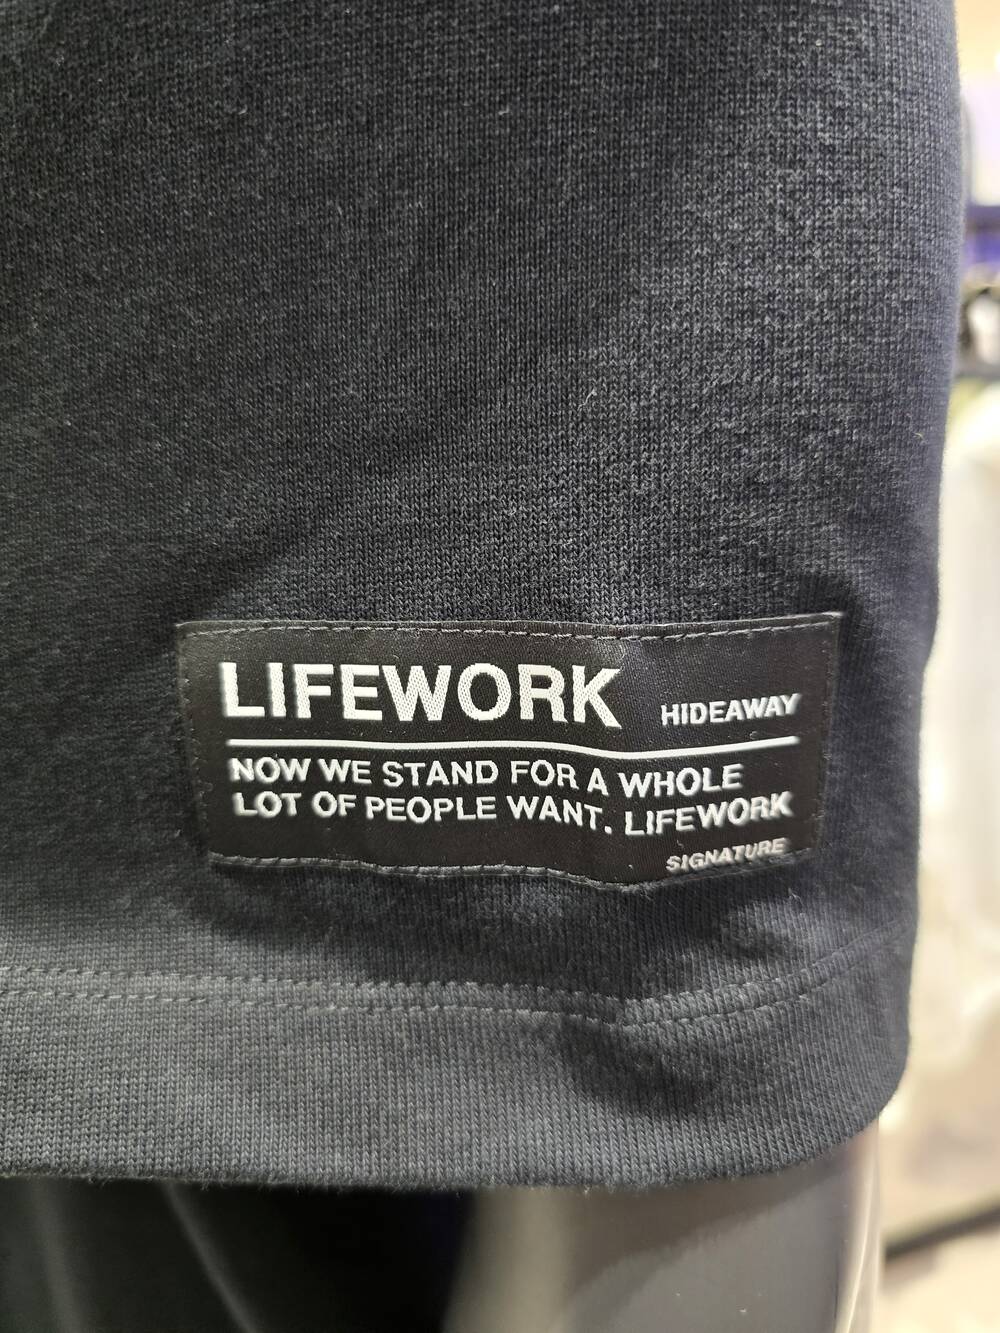 LIFEWORK HIDEAWAY
NOW WE STAND FOR A WHOLE
LOT OF PEOPLE WANT. LIFEWORK
SIGNATURE